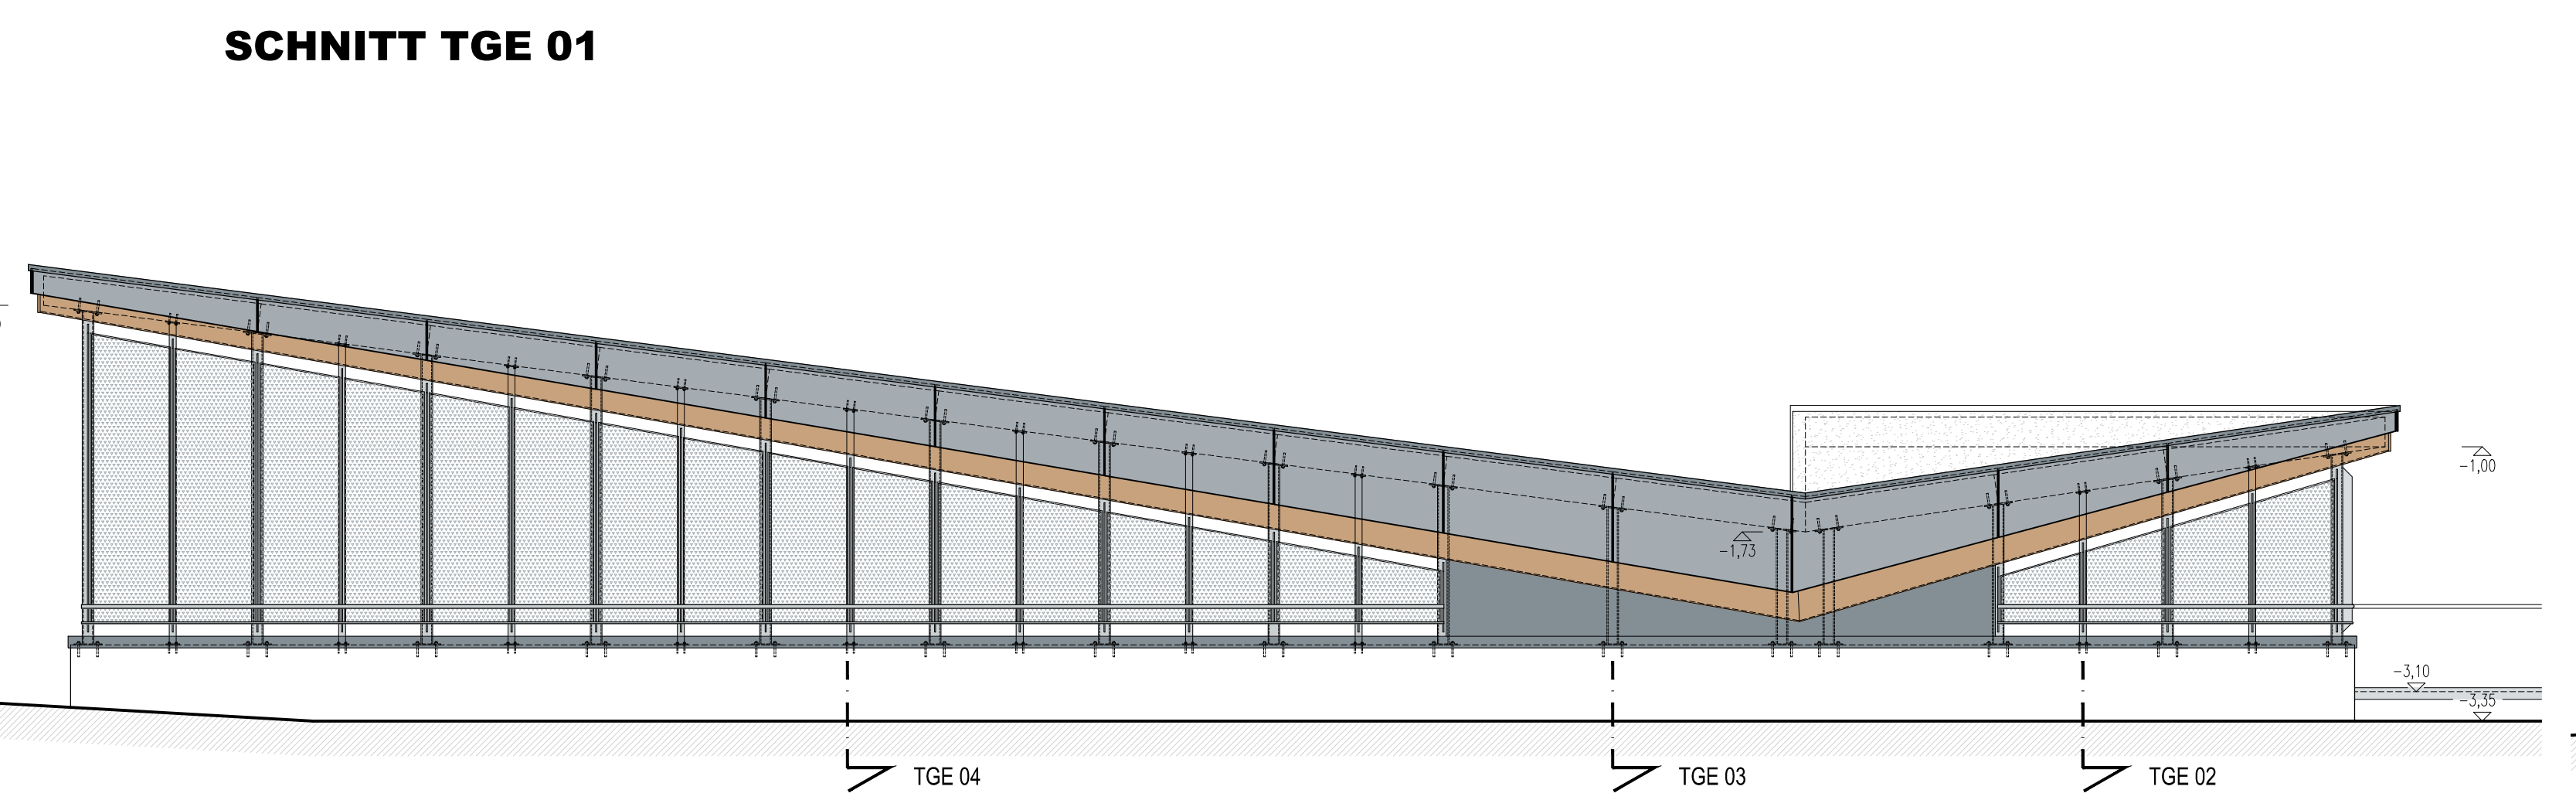 SCHNITT TGE 01
-1,00
-1,73
-3,10
-3,35
TGE 04
TGE 03
TGE 02